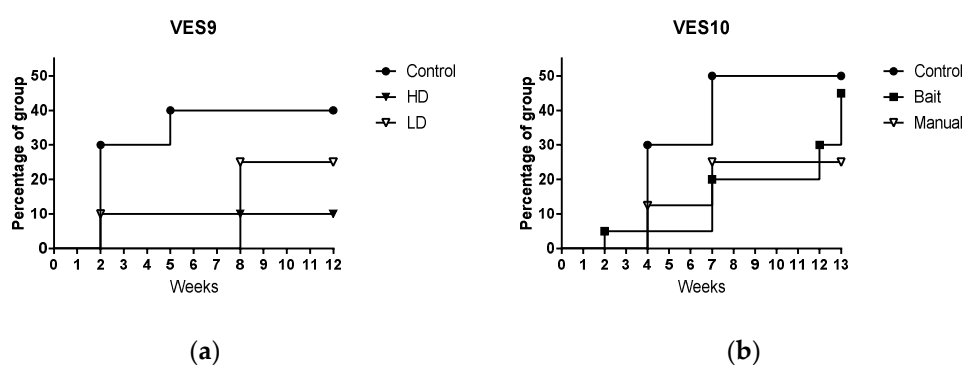 VES9
Percentage of group
50
40
30
20
10
0
0 1 2 3 4 5 6 7 8 9 10 11 12
Weeks
Control
HD
LD
(a)
VES10
Percentage of group
50
40
30
20
10
0
0 1 2 3 4 5 6 7 8 9 10 11 12 13
Weeks
Control
Bait
Manual
(b)